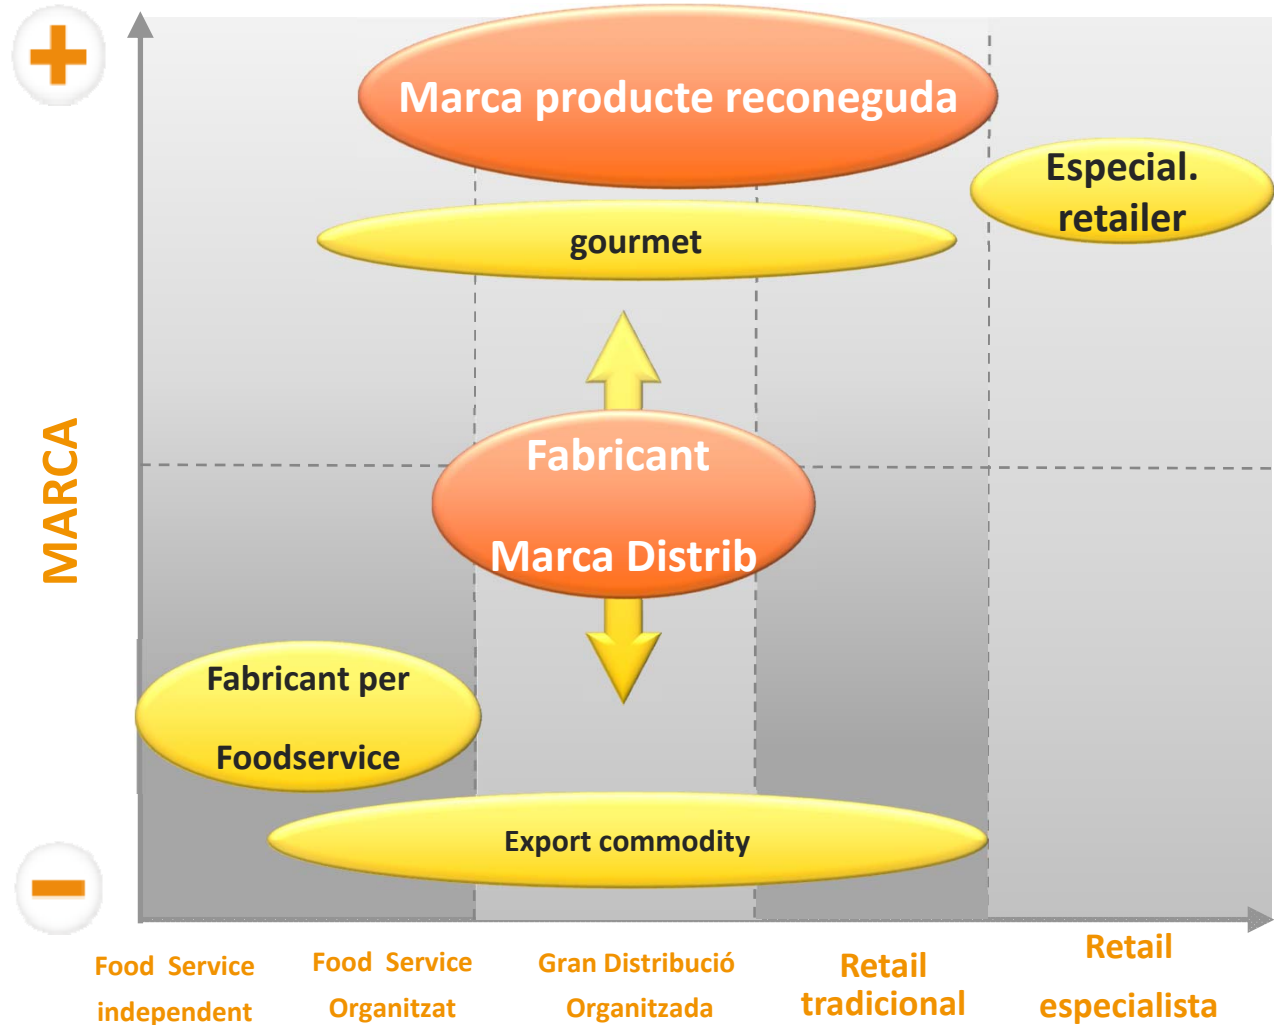 Marca producte reconeguda
Especial.
retailer
gourmet
MARCA
Fabricant
Marca Distrib
Fabricant per
Foodservice
Export commodity
Food Service
independent
Food Service
Organitzat
Gran Distribució
Organitzada
Retail
tradicional
Retail
especialista